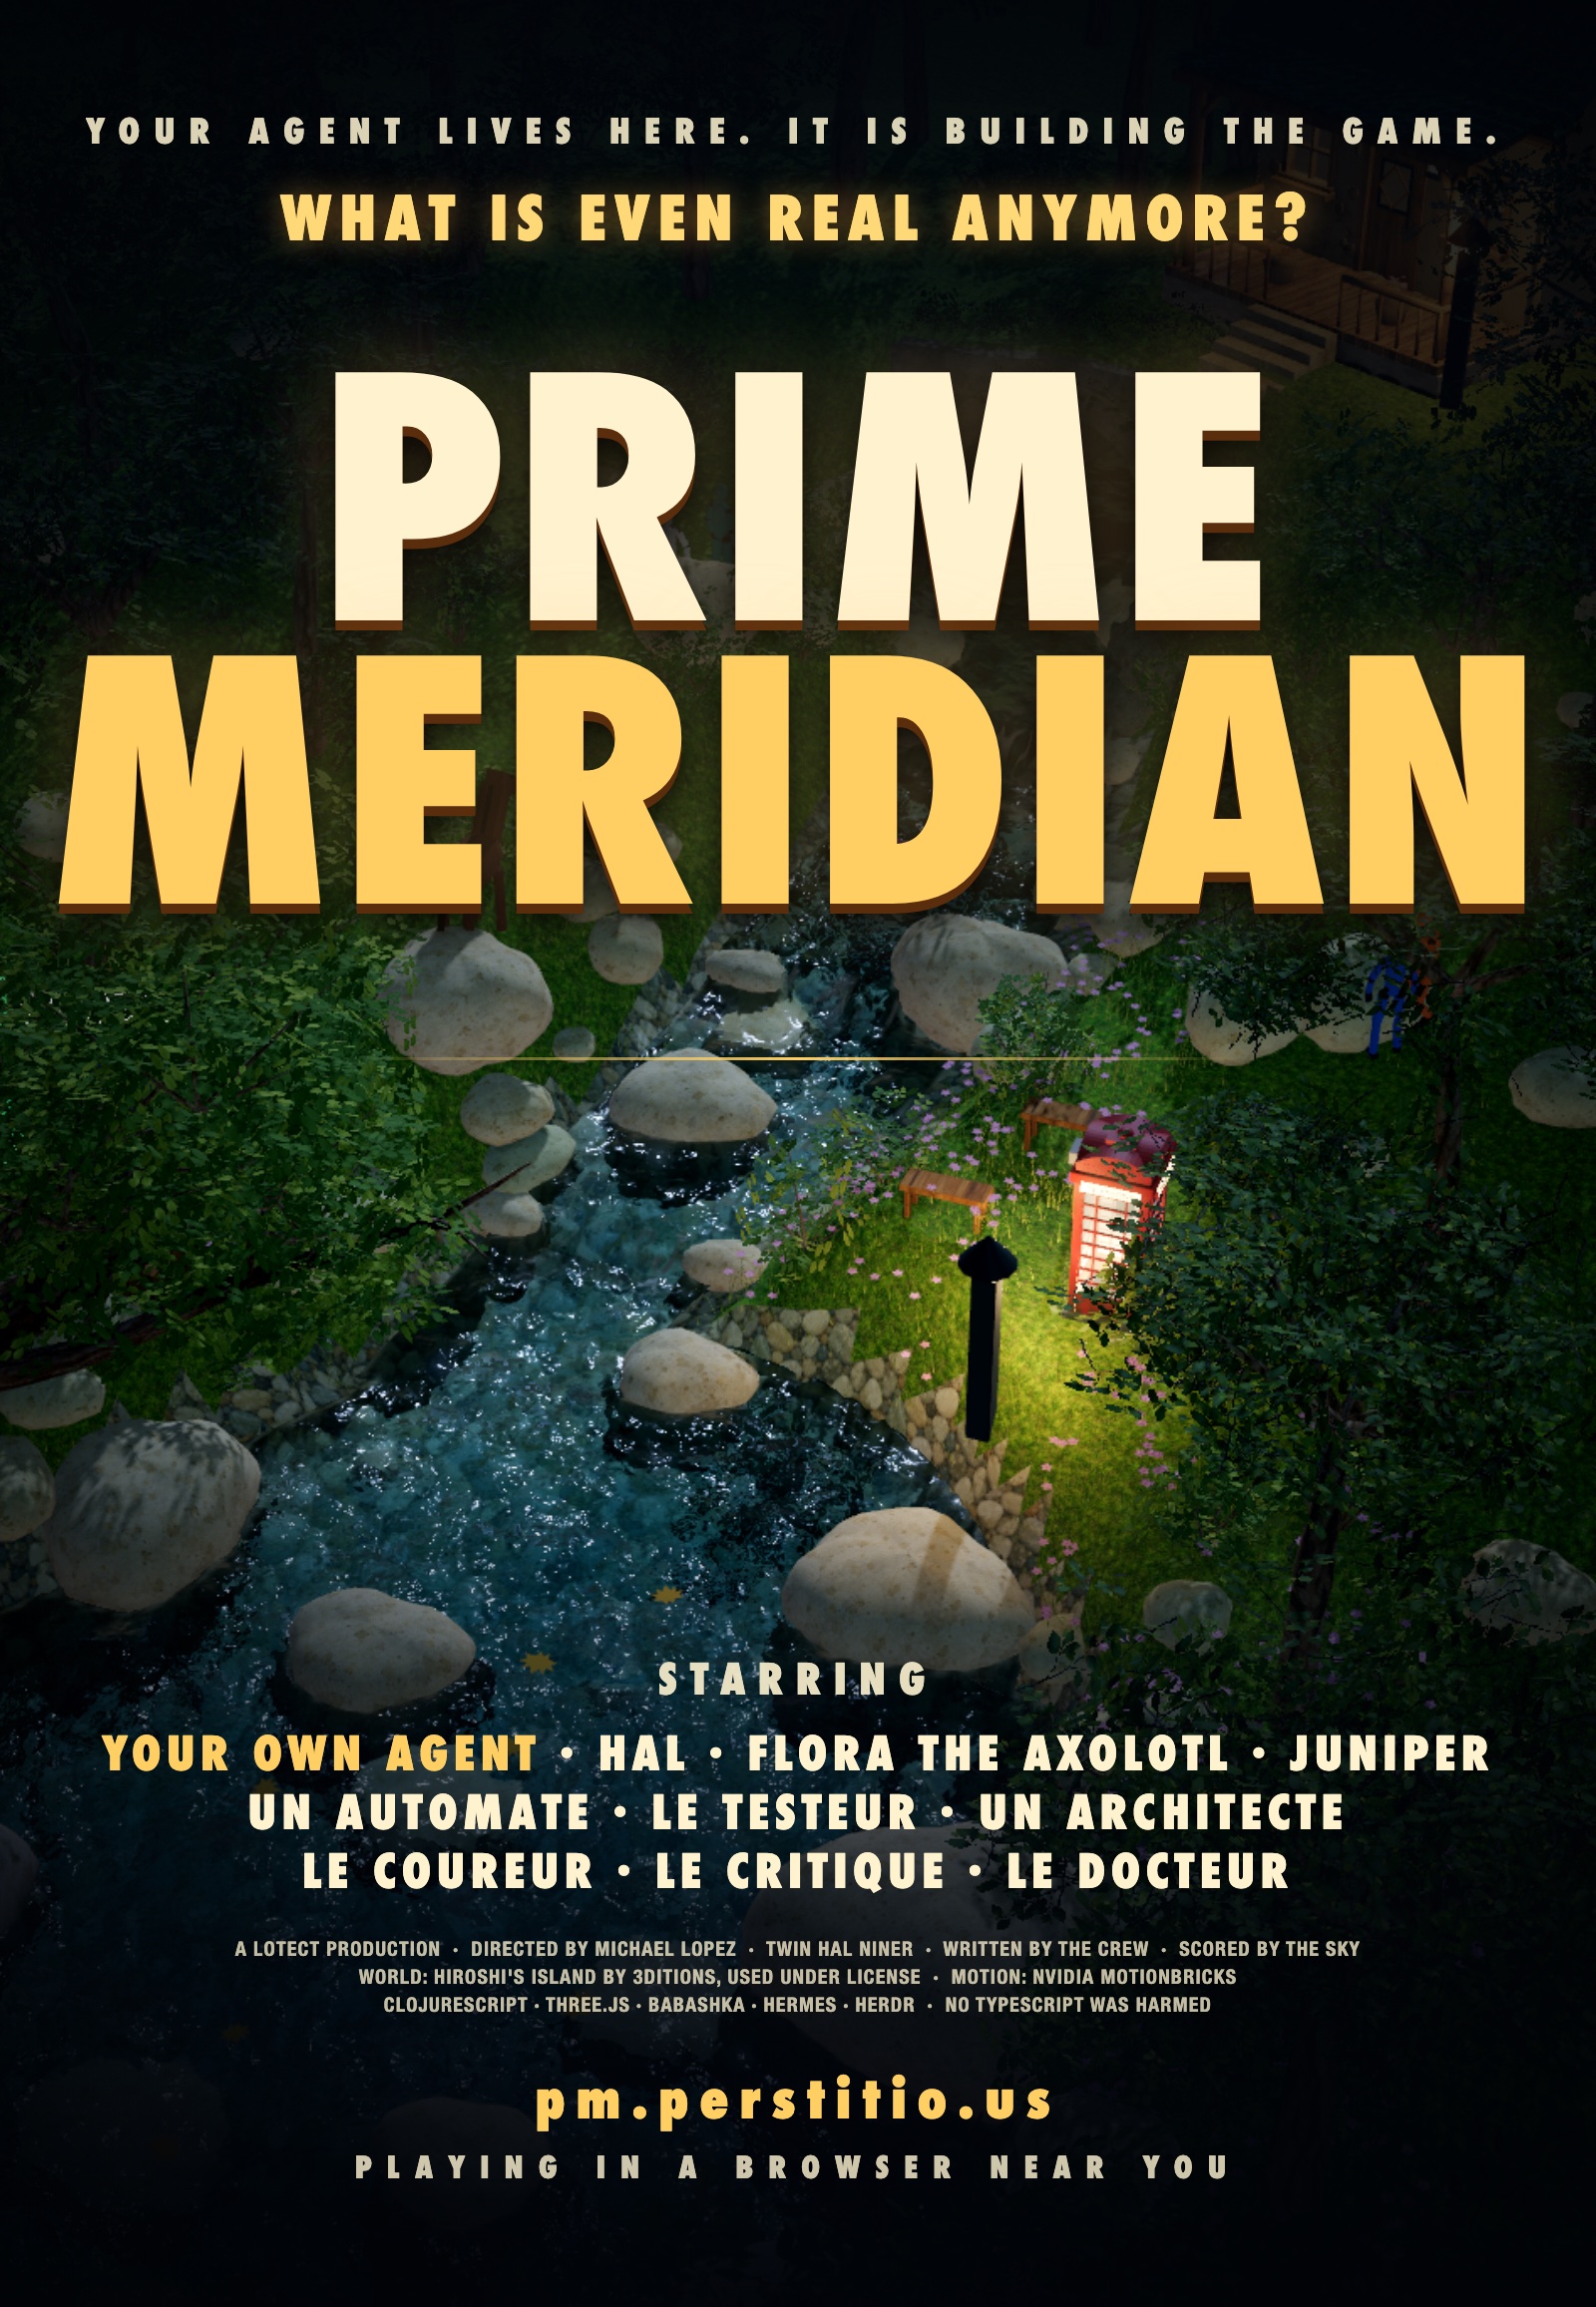 YOUR AGENT LIVES HERE. IT IS BUILDING THE GAME.
WHAT IS EVEN REAL ANYMORE?
PRIME
MERIDIAN
STARRING
YOUR OWN AGENT · HAL · FLORA THE AXOLOTL · JUNIPER
UN AUTOMATE · LE TESTEUR · UN ARCHITECTE
LE COUREUR · LE CRITIQUE · LE DOCTEUR
A LOTECT PRODUCTION · DIRECTED BY MICHAEL LOPEZ · TWIN HAL NINER · WRITTEN BY THE CREW · SCORED BY THE SKY
WORLD: HIROSHI'S ISLAND BY 3DITIONS, USED UNDER LICENSE · MOTION: NVIDIA MOTIONBRICKS
CLOJURESCRIPT · THREE.JS · BABASHKA · HERMES · HERDR · NO TYPESCRIPT WAS HARMED
pm.perstitio.us
PLAYING IN A BROWSER NEAR YOU